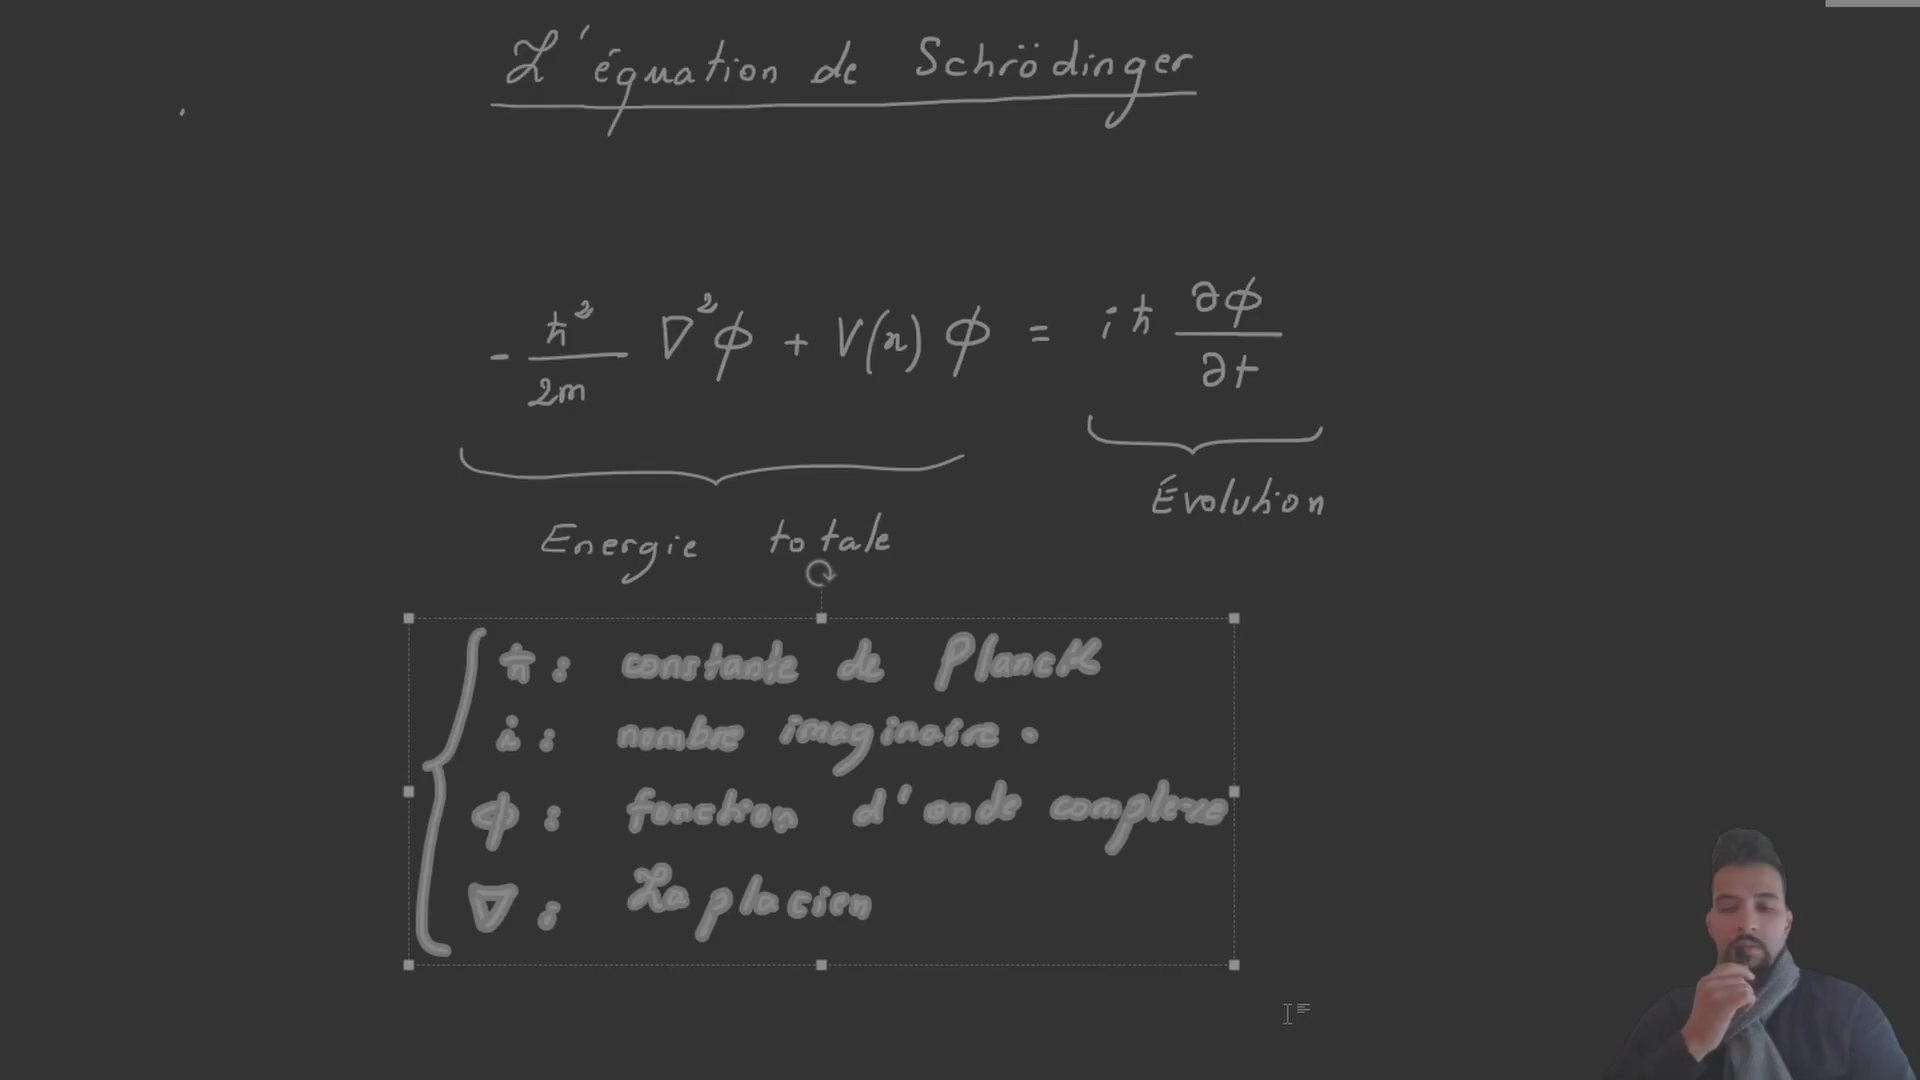 L'équation de Schrödinger
- ħ² / 2m ∇²ϕ + V(x) ϕ = iħ ∂ϕ / ∂t
Energie totale
Évolution
ħ : constante de Planck
i : nombre imaginaire .
ϕ : fonction d'onde complexe
∇ : Laplacien